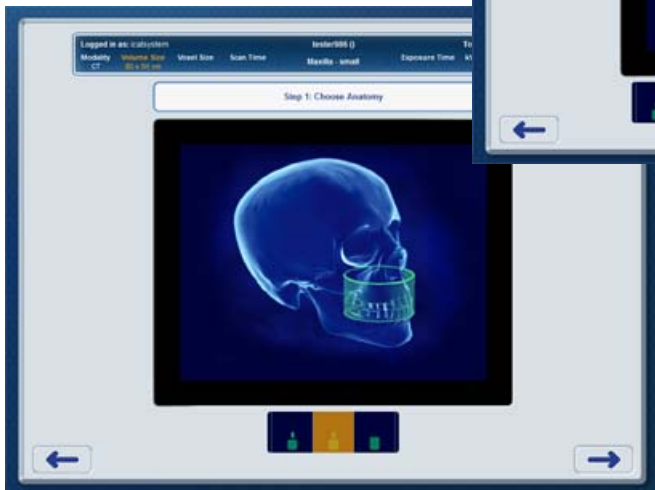 Logged in as: icatsystem tester986 ()
Modality Volume Size Voxel Size Scan Time Maxilla - small Exposure Time
CT
Step 1: Choose Anatomy